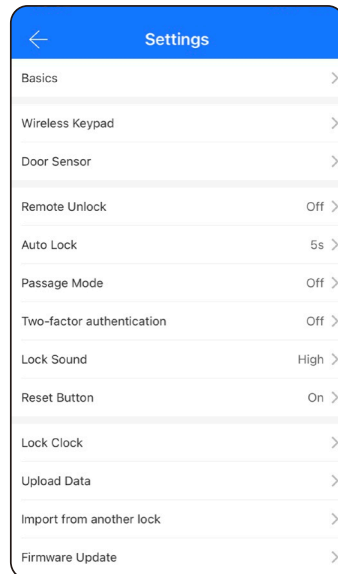 Settings
Basics
Wireless Keypad
Door Sensor
Remote Unlock Off
Auto Lock 5s
Passage Mode Off
Two-factor authentication Off
Lock Sound High
Reset Button On
Lock Clock
Upload Data
Import from another lock
Firmware Update